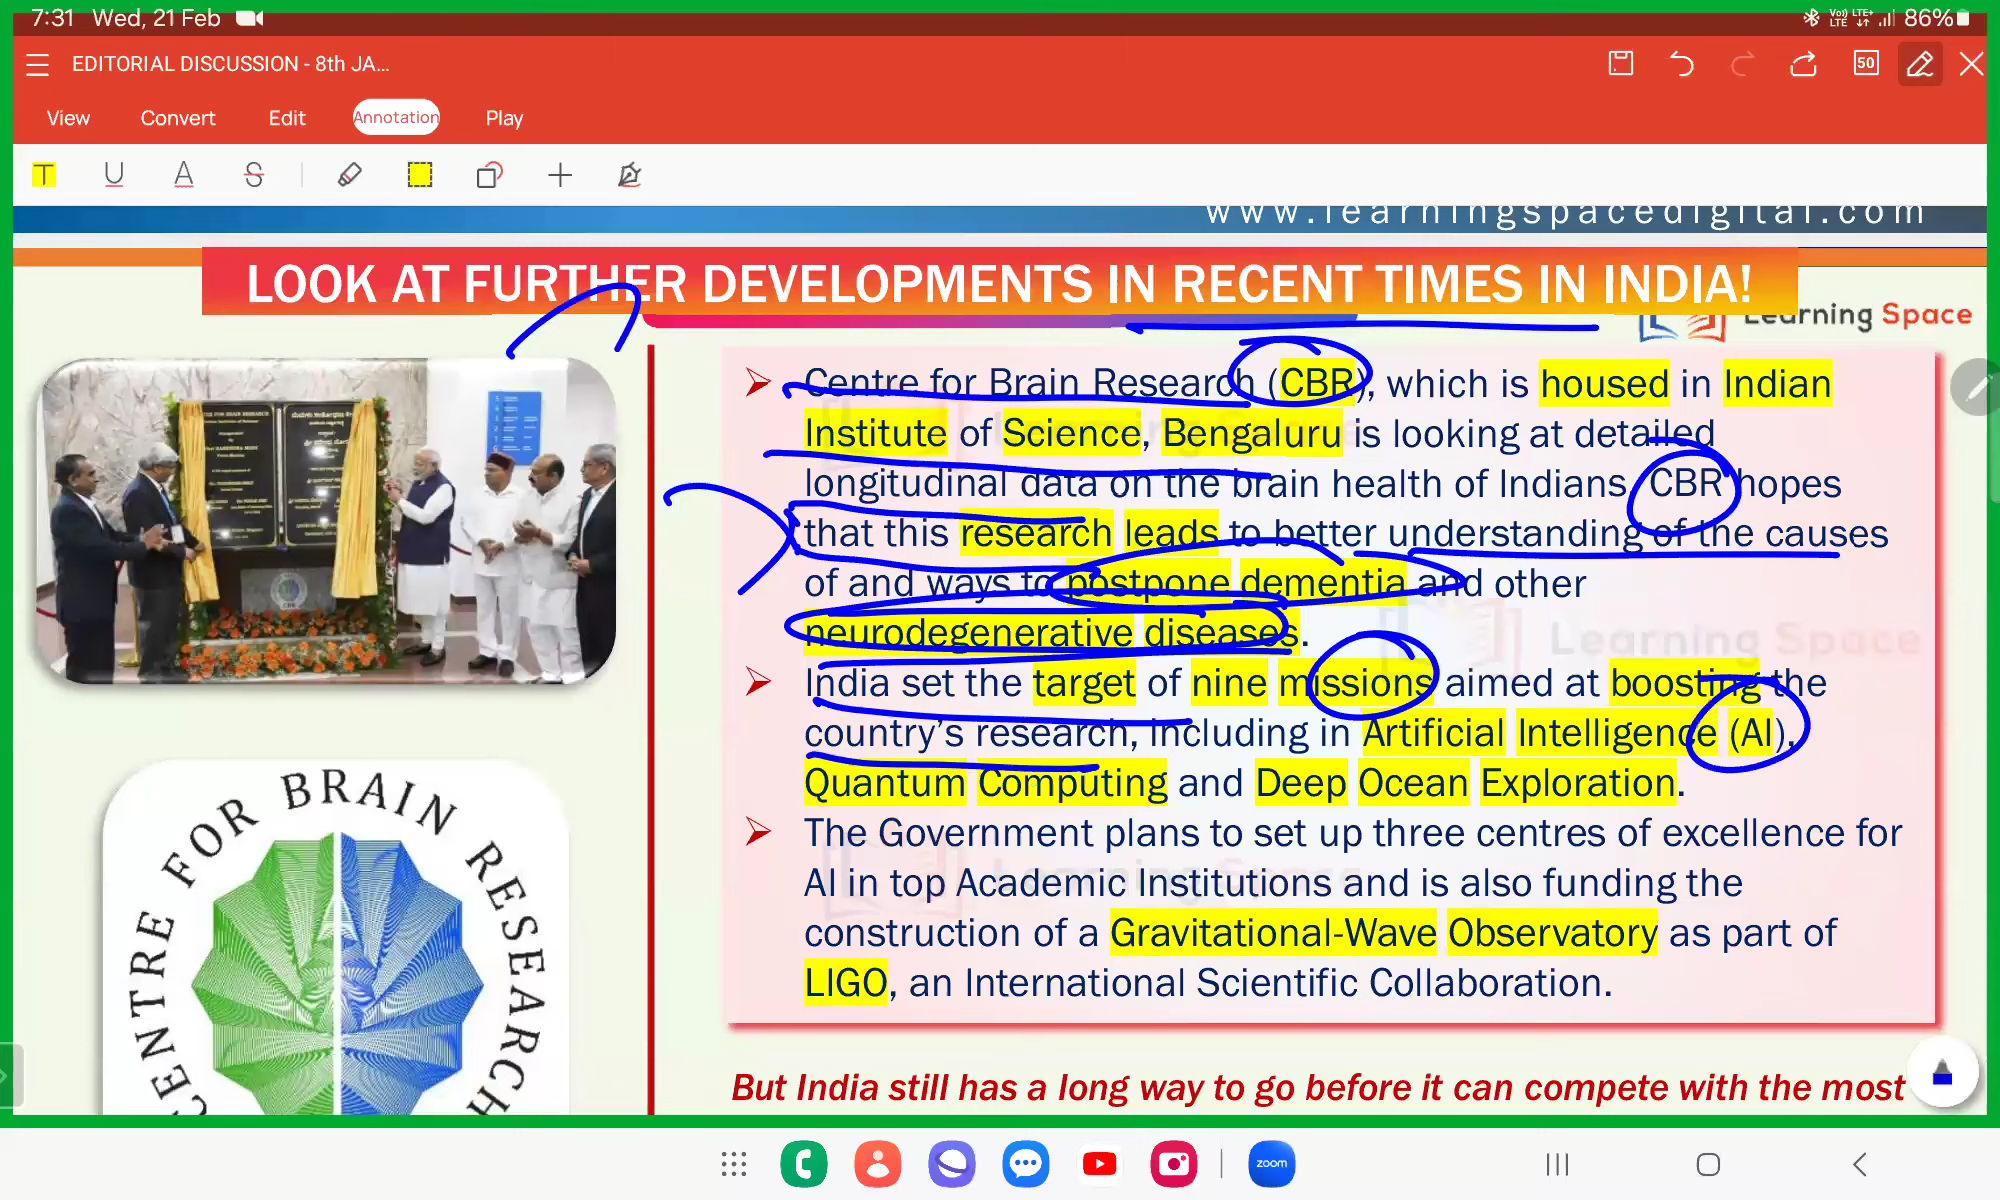 7:31 Wed, 21 Feb
Vo)) LTE LTE+ 86%
EDITORIAL DISCUSSION - 8th JA...
50
View Convert Edit Annotation Play
T U A S
www.learningspacedigital.com
LOOK AT FURTHER DEVELOPMENTS IN RECENT TIMES IN INDIA!
Learning Space
Centre for Brain Research (CBR), which is housed in Indian
Institute of Science, Bengaluru is looking at detailed
longitudinal data on the brain health of Indians. CBR hopes
that this research leads to better understanding of the causes
of and ways to postpone dementia and other
neurodegenerative diseases.
India set the target of nine missions aimed at boosting the
country's research, including in Artificial Intelligence (AI),
Quantum Computing and Deep Ocean Exploration.
The Government plans to set up three centres of excellence for
AI in top Academic Institutions and is also funding the
construction of a Gravitational-Wave Observatory as part of
LIGO, an International Scientific Collaboration.
Learning Space
CENTRE FOR BRAIN RESEARCH
But India still has a long way to go before it can compete with the most
zoom